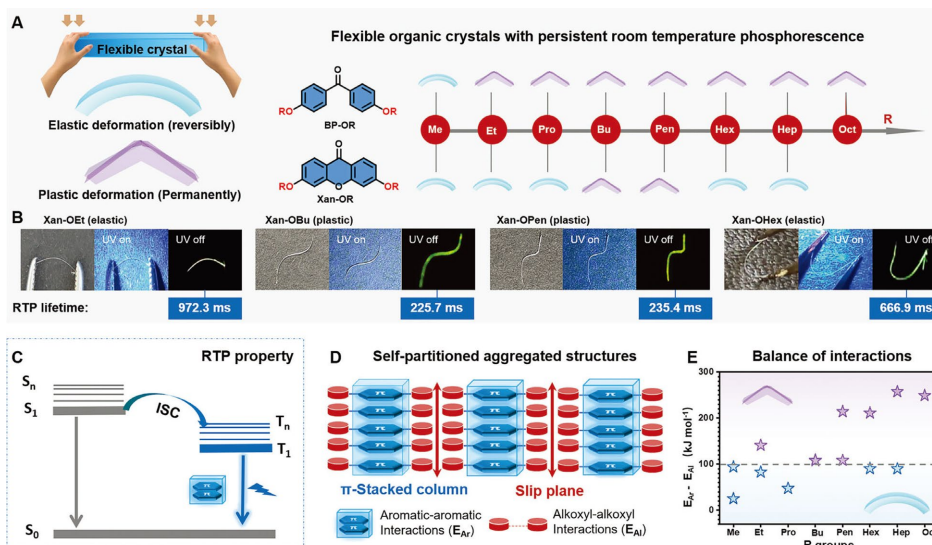 A
Flexible crystal
Elastic deformation (reversibly)
Plastic deformation (Permanently)
Flexible organic crystals with persistent room temperature phosphorescence
O
RO
OR
BP-OR
O
RO
O
OR
Xan-OR
Me
Et
Pro
Bu
Pen
Hex
Hep
Oct
R
B
Xan-OEt (elastic)
UV on
UV off
Xan-OBu (plastic)
UV on
UV off
Xan-OPen (plastic)
UV on
UV off
Xan-OHex (elastic)
UV on
UV off
RTP lifetime:
972.3 ms
225.7 ms
235.4 ms
666.9 ms
C
RTP property
Sn
S1
ISC
Tn
T1
π
π
S0
D
Self-partitioned aggregated structures
π π π
π π π
π π π
π π π
π π π
π-Stacked column
Slip plane
π
π
Aromatic-aromatic
Interactions (EAr)
Alkoxyl-alkoxyl
Interactions (EAl)
E
Balance of interactions
EAr - EAl (kJ mol⁻¹)
300
200
100
0
Me Et Pro Bu Pen Hex Hep Oct
R groups